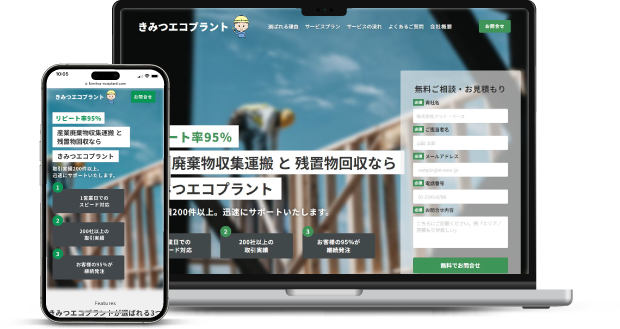 きみつエコプラント
選ばれる理由 サービスプラン サービスの流れ よくあるご質問 会社概要
お問合せ
ート率95%
廃棄物収集運搬 と 残置物回収なら
つエコプラント
200件以上。迅速にサポートいたします。
業日での
ピード対応
2
200社以上の
取引実績
3
お客様の95%が
継続発注
無料ご相談・お見積もり
必須 貴社名
必須 ご担当者名
必須 メールアドレス
必須 電話番号
必須 お問合せ内容
無料でお問合せ
10:05
きみつエコプラント
お問合せ
リピート率95%
産業廃棄物収集運搬 と
残置物回収なら
きみつエコプラント
取引実績200件以上。
迅速にサポートいたします。
1
1営業日での
スピード対応
2
200社以上の
取引実績
3
お客様の95%が
継続発注
Features
きみつエコプラントが選ばれる3つ